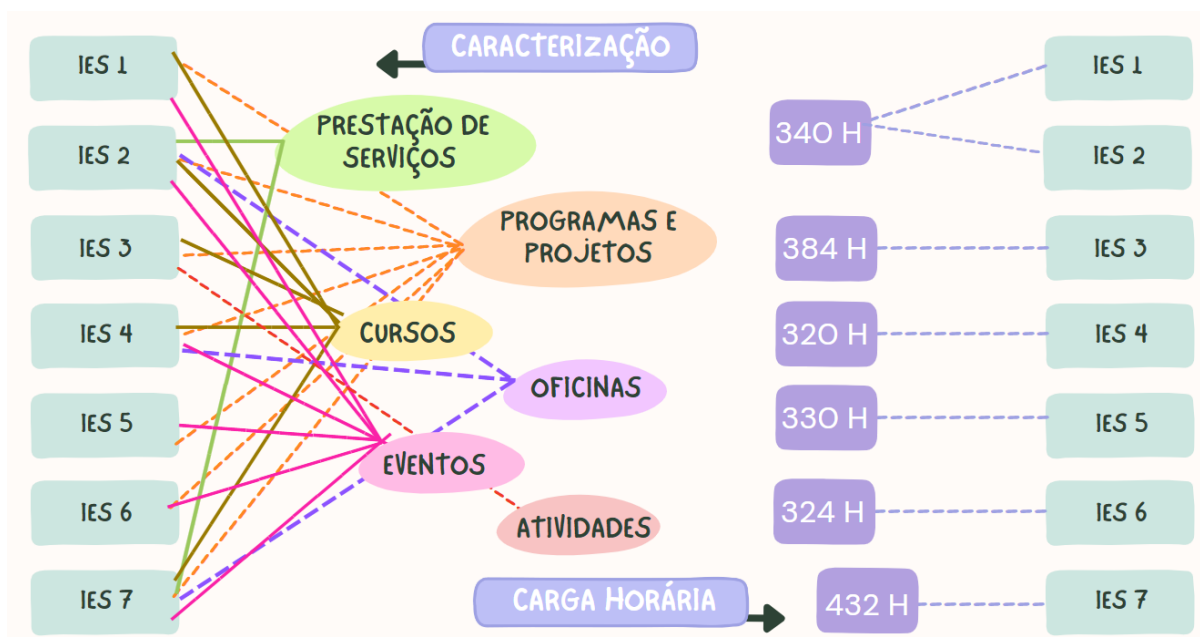 CARACTERIZAÇÃO
IES 1
IES 2
IES 3
IES 4
IES 5
IES 6
IES 7
PRESTAÇÃO DE
SERVIÇOS
PROGRAMAS E
PROJETOS
CURSOS
OFICINAS
EVENTOS
ATIVIDADES
CARGA HORÁRIA
340 H
384 H
320 H
330 H
324 H
432 H
IES 1
IES 2
IES 3
IES 4
IES 5
IES 6
IES 7